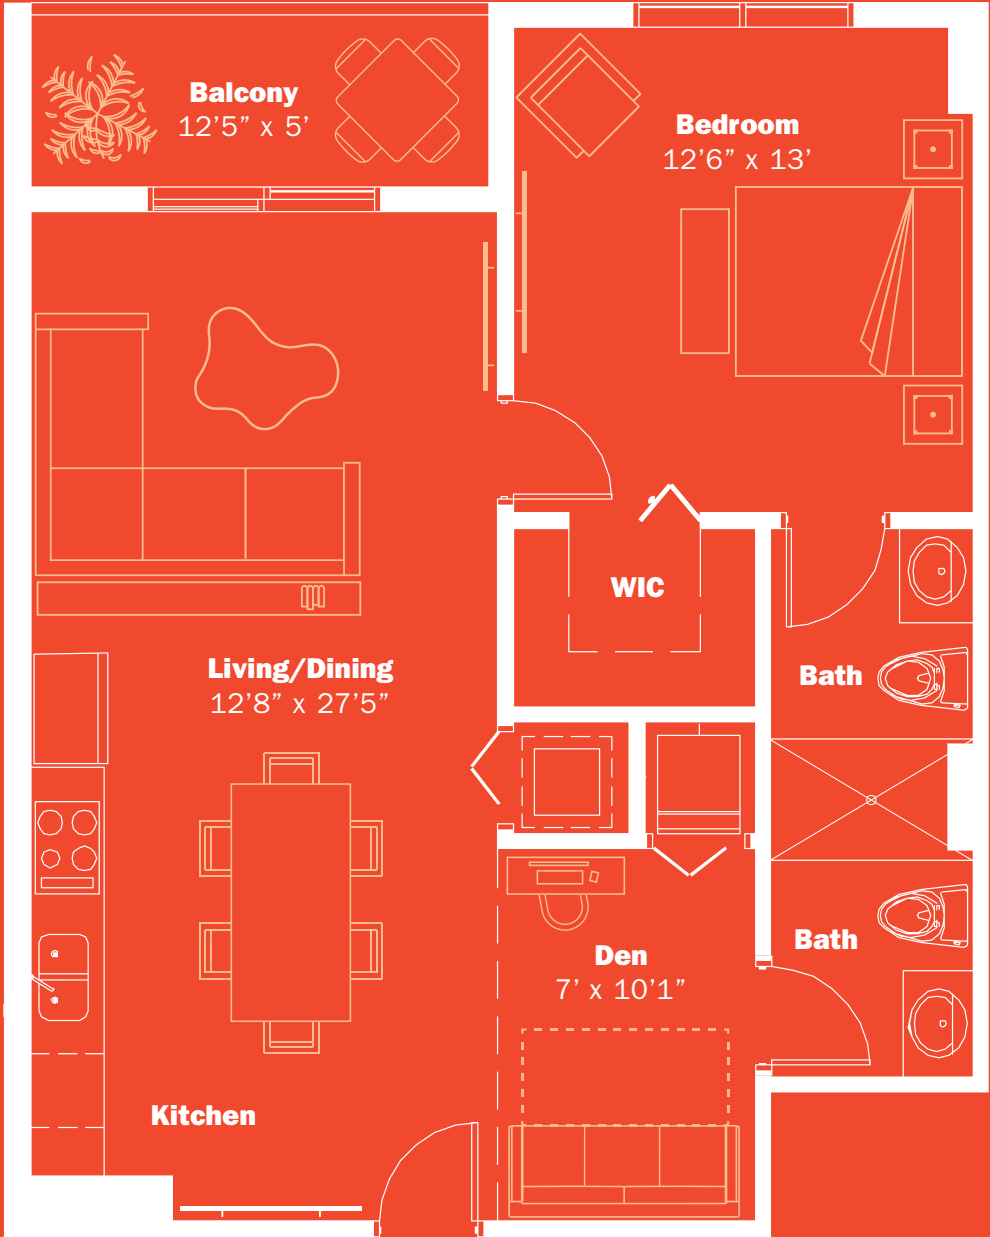 Balcony
12’5” x 5’
Bedroom
12’6” x 13’
WIC
Living/Dining
12’8” x 27’5”
Bath
Bath
Den
7’ x 10’1”
Kitchen